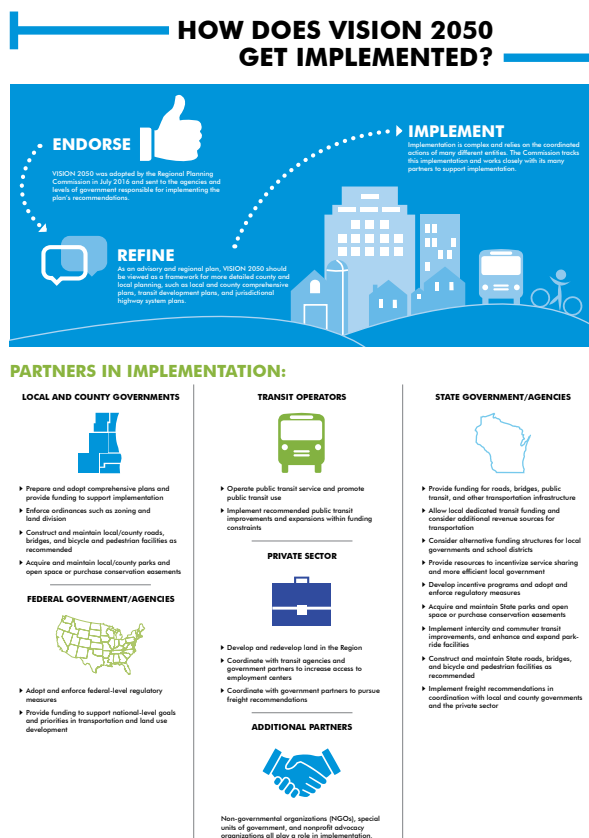 HOW DOES VISION 2050
GET IMPLEMENTED?
ENDORSE
VISION 2050 was adopted by the Regional Planning
Commission in July 2016 and sent to the agencies and
levels of government responsible for implementing the
plan's recommendations.
REFINE
As an advisory and regional plan, VISION 2050 should
be viewed as a framework for more detailed county and
local planning, such as local and county comprehensive
plans, transit development plans, and jurisdictional
highway system plans.
IMPLEMENT
Implementation is complex and relies on the coordinated
actions of many different entities. The Commission tracks
this implementation and works closely with its many
partners to support implementation.
PARTNERS IN IMPLEMENTATION:
LOCAL AND COUNTY GOVERNMENTS
Prepare and adopt comprehensive plans and
provide funding to support implementation
Enforce ordinances such as zoning and
land division
Construct and maintain local/county roads,
bridges, and bicycle and pedestrian facilities as
recommended
Acquire and maintain local/county parks and
open space or purchase conservation easements
FEDERAL GOVERNMENT/AGENCIES
Adopt and enforce federal-level regulatory
measures
Provide funding to support national-level goals
and priorities in transportation and land use
development
TRANSIT OPERATORS
Operate public transit service and promote
public transit use
Implement recommended public transit
improvements and expansions within funding
constraints
PRIVATE SECTOR
Develop and redevelop land in the Region
Coordinate with transit agencies and
government partners to increase access to
employment centers
Coordinate with government partners to pursue
freight recommendations
ADDITIONAL PARTNERS
Non-governmental organizations (NGOs), special
units of government, and nonprofit advocacy
organizations all play a role in implementation.
STATE GOVERNMENT/AGENCIES
Provide funding for roads, bridges, public
transit, and other transportation infrastructure
Allow local dedicated transit funding and
consider additional revenue sources for
transportation
Consider alternative funding structures for local
governments and school districts
Provide resources to incentivize service sharing
and more efficient local government
Develop incentive programs and adopt and
enforce regulatory measures
Acquire and maintain State parks and open
space or purchase conservation easements
Implement intercity and commuter transit
improvements, and enhance and expand park-
ride facilities
Construct and maintain State roads, bridges,
and bicycle and pedestrian facilities as
recommended
Implement freight recommendations in
coordination with local and county governments
and the private sector